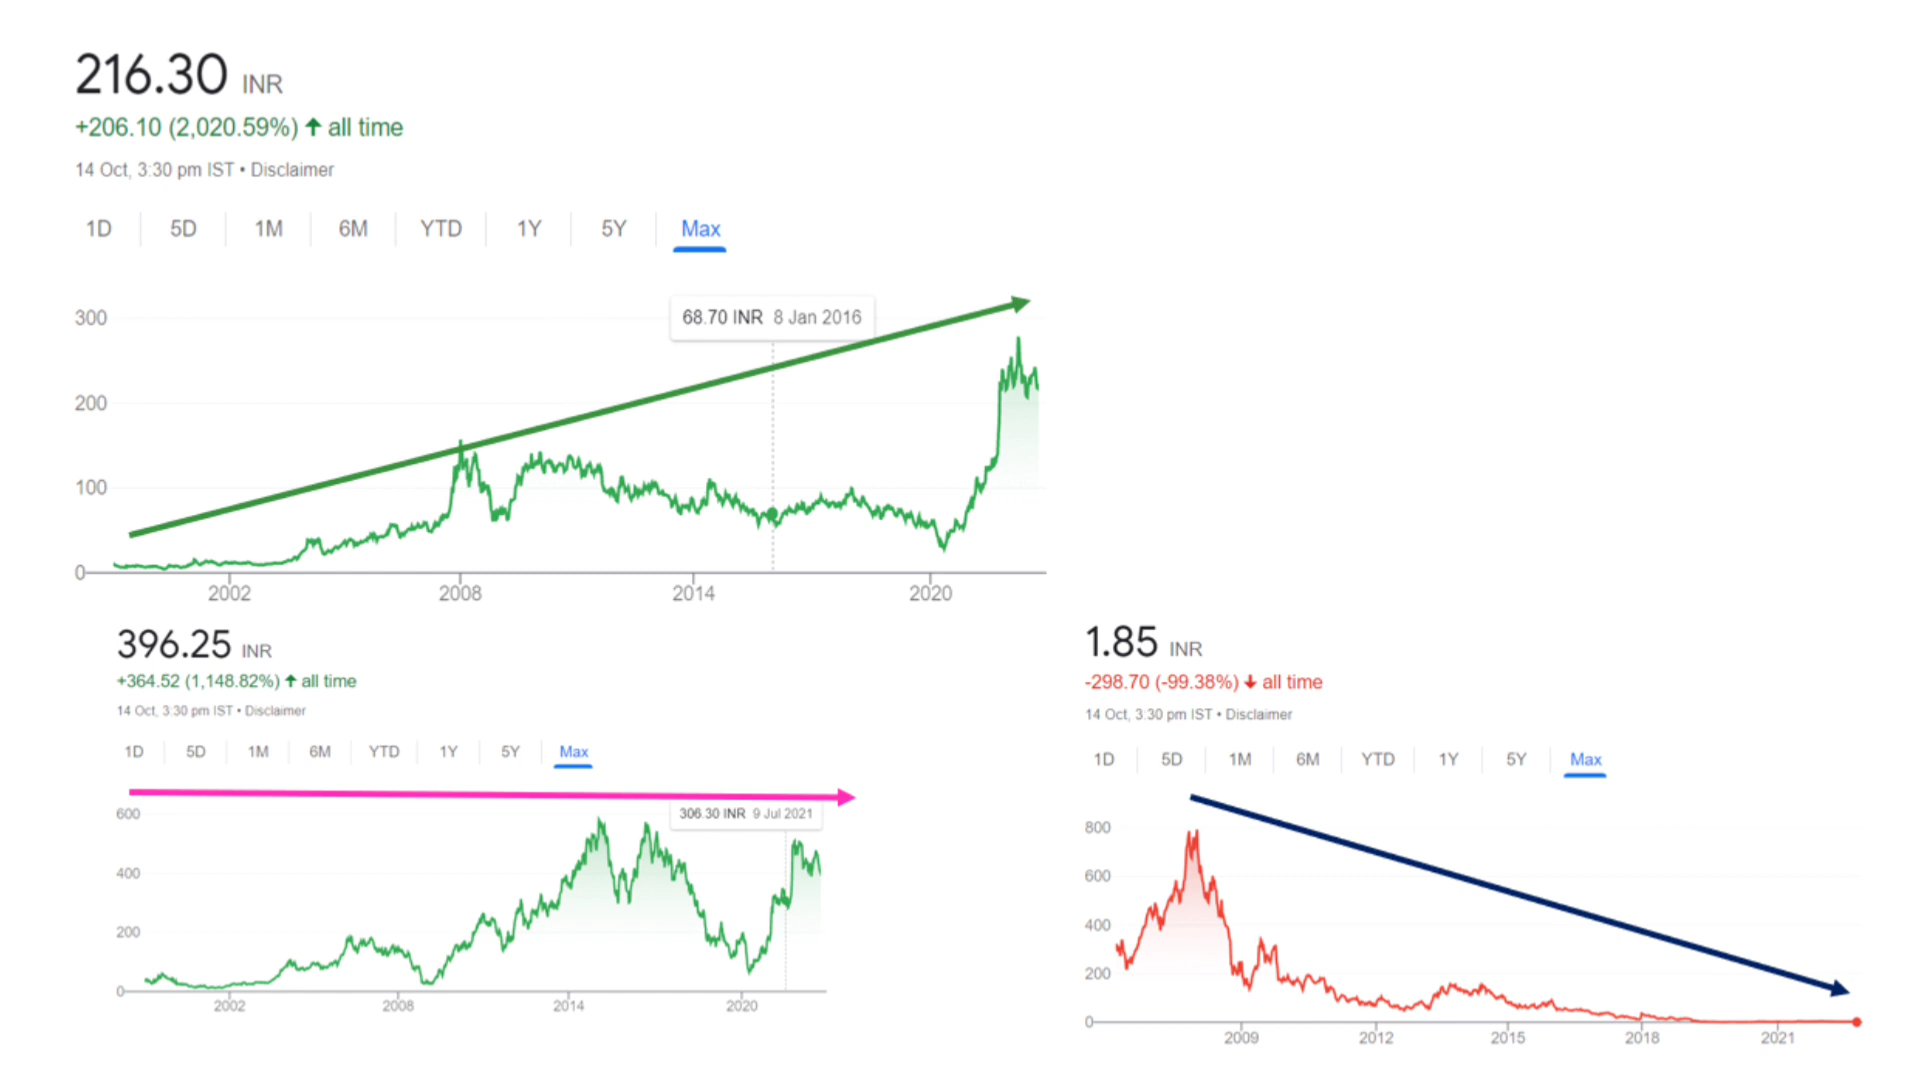 216.30 INR
+206.10 (2,020.59%) ↑ all time
14 Oct, 3:30 pm IST • Disclaimer
1D 5D 1M 6M YTD 1Y 5Y Max
68.70 INR 8 Jan 2016
300
200
100
0
2002 2008 2014 2020
396.25 INR
+364.52 (1,148.82%) ↑ all time
14 Oct, 3:30 pm IST • Disclaimer
1D 5D 1M 6M YTD 1Y 5Y Max
306.30 INR 9 Jul 2021
600
400
200
0
2002 2008 2014 2020
1.85 INR
-298.70 (-99.38%) ↓ all time
14 Oct, 3:30 pm IST • Disclaimer
1D 5D 1M 6M YTD 1Y 5Y Max
800
600
400
200
0
2009 2012 2015 2018 2021